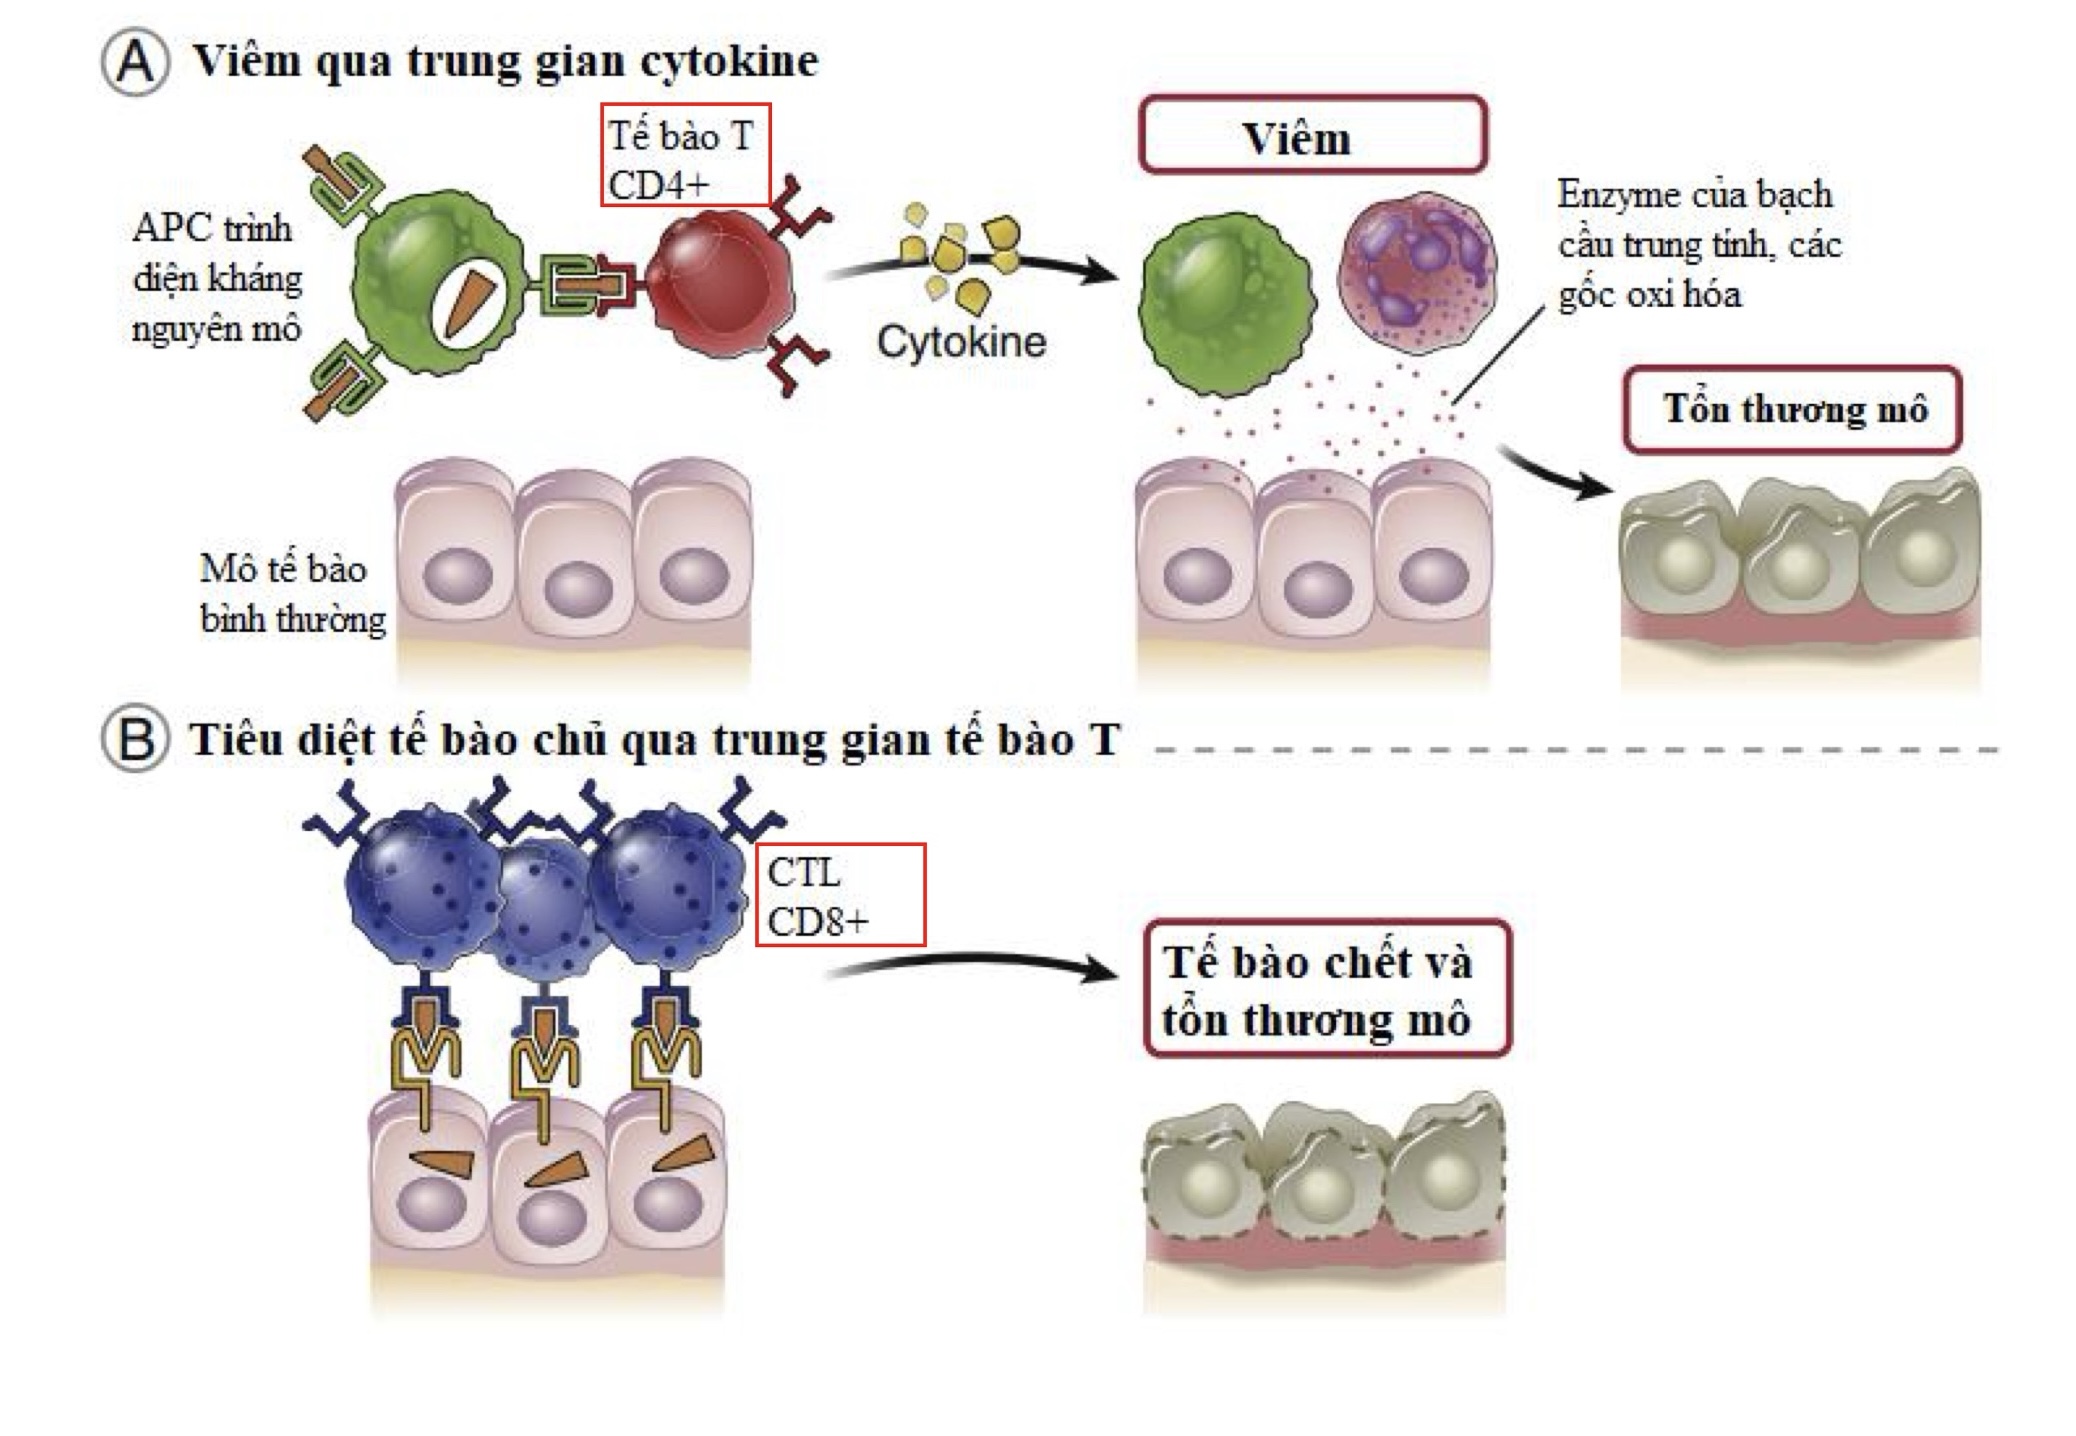 A Viêm qua trung gian cytokine
Tế bào T
CD4+
APC trình
diện kháng
nguyên mô
Cytokine
Viêm
Enzyme của bạch
cầu trung tính, các
gốc oxi hóa
Tổn thương mô
Mô tế bào
bình thường
B Tiêu diệt tế bào chủ qua trung gian tế bào T
CTL
CD8+
Tế bào chết và
tổn thương mô